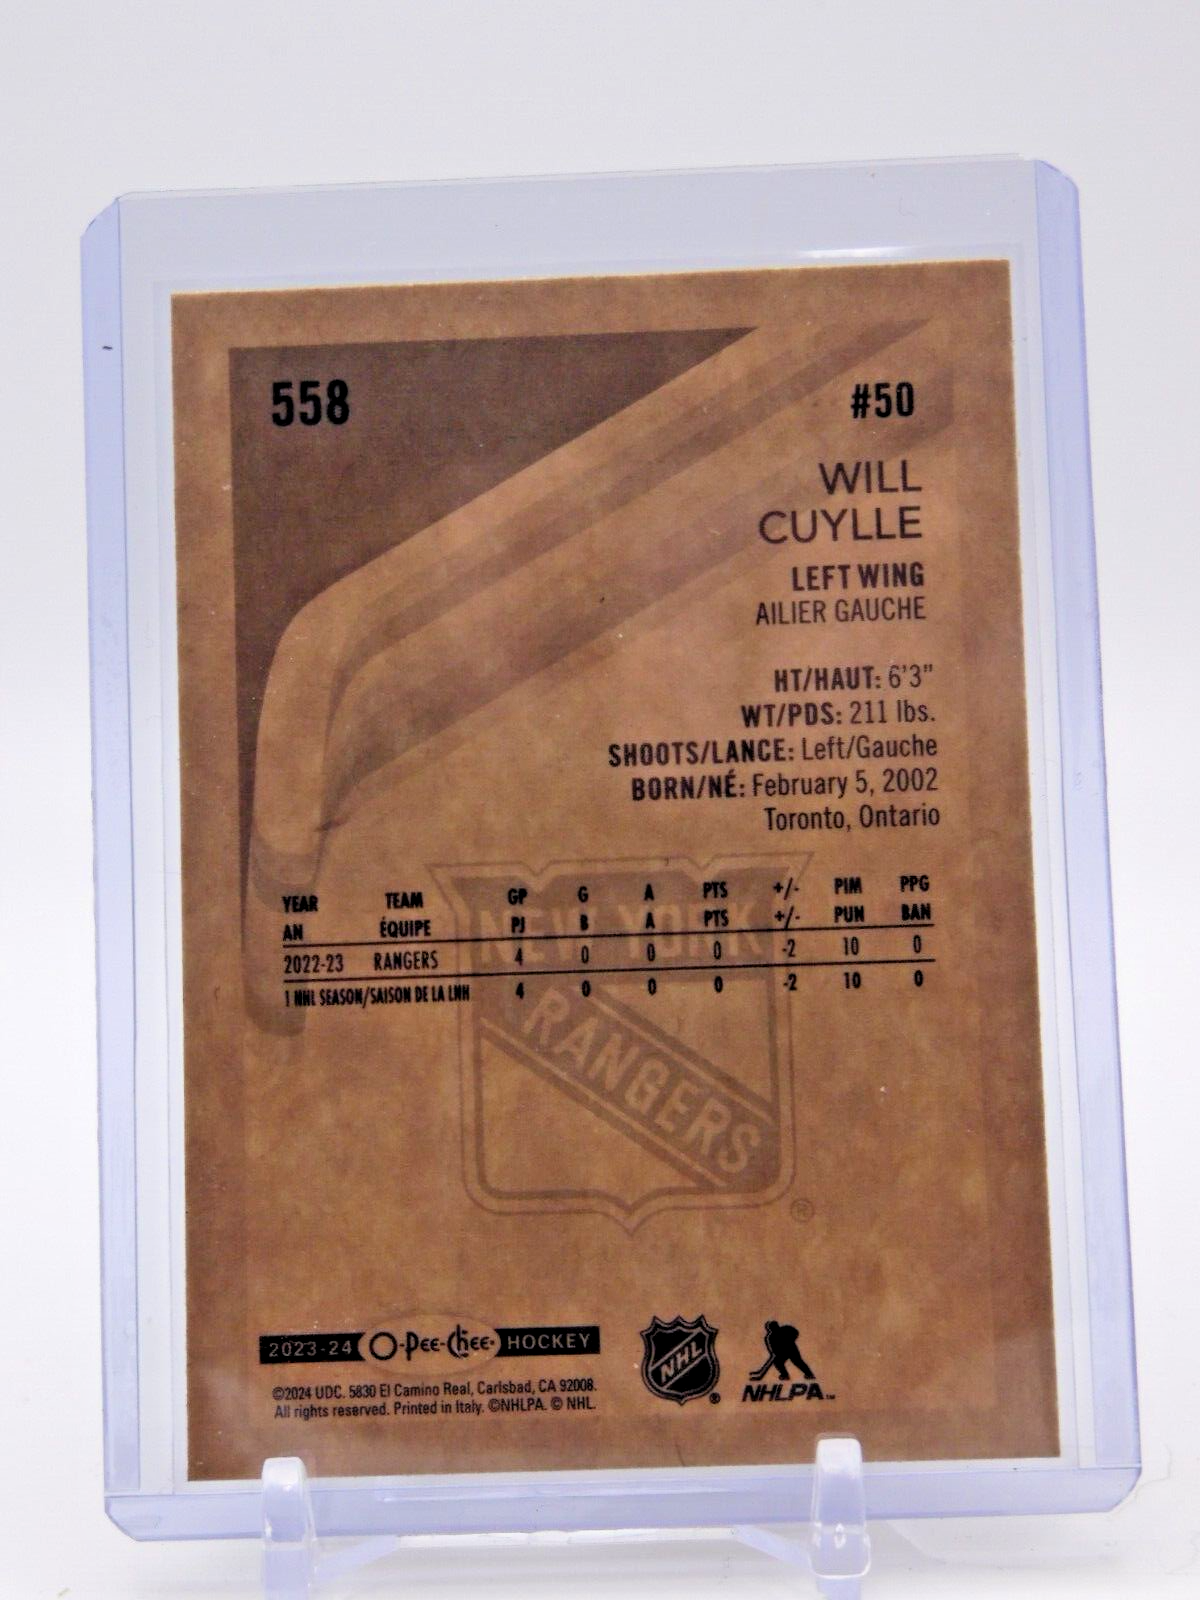 558
#50
WILL
CUYLLE
LEFT WING
AILIER GAUCHE
HT/HAUT: 6'3"
WT/PDS: 211 lbs.
SHOOTS/LANCE: Left/Gauche
BORN/NÉ: February 5, 2002
Toronto, Ontario
YEAR TEAM GP G A PTS +/- PIM PPG
AN ÉQUIPE PJ B A PTS +/- PUN BAN
2022-23 RANGERS 4 0 0 0 -2 10 0
1 NHL SEASON/SAISON DE LA LNH 4 0 0 0 -2 10 0
NEW YORK
RANGERS
®
2023-24 O-Pee-Chee HOCKEY
©2024 UDC. 5830 El Camino Real, Carlsbad, CA 92008.
All rights reserved. Printed in Italy. ©NHLPA. © NHL.
NHL ®
NHLPA™